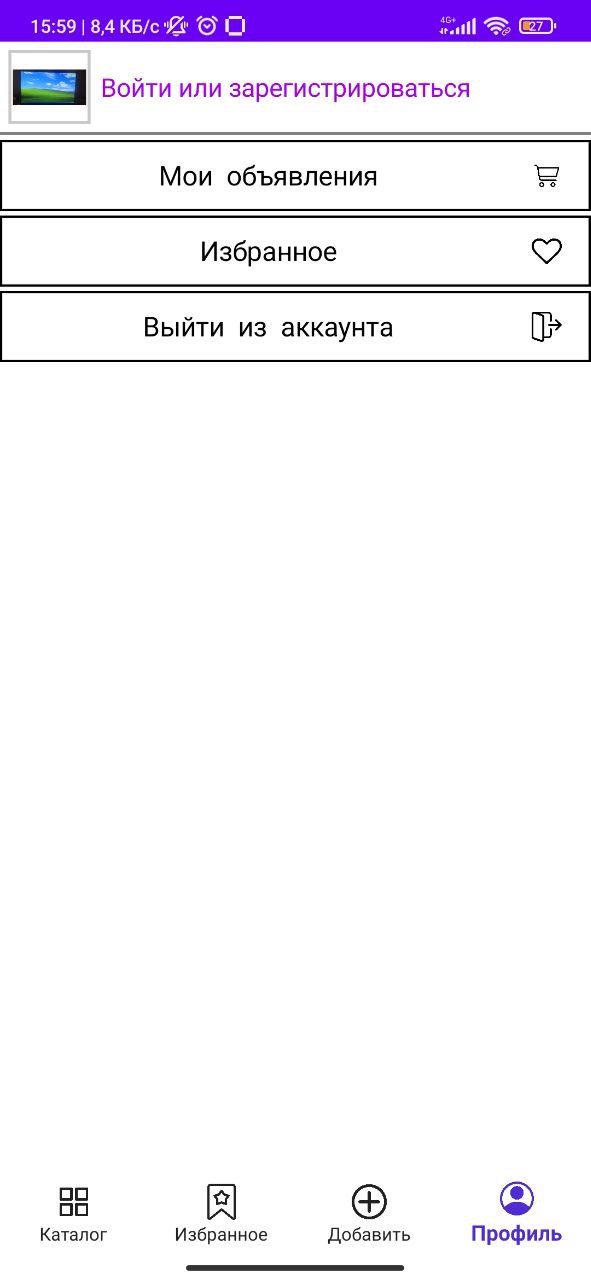 15:59 | 8,4 КБ/с 4G+ 27
Войти или зарегистрироваться
Мои объявления
Избранное
Выйти из аккаунта
Каталог Избранное Добавить Профиль